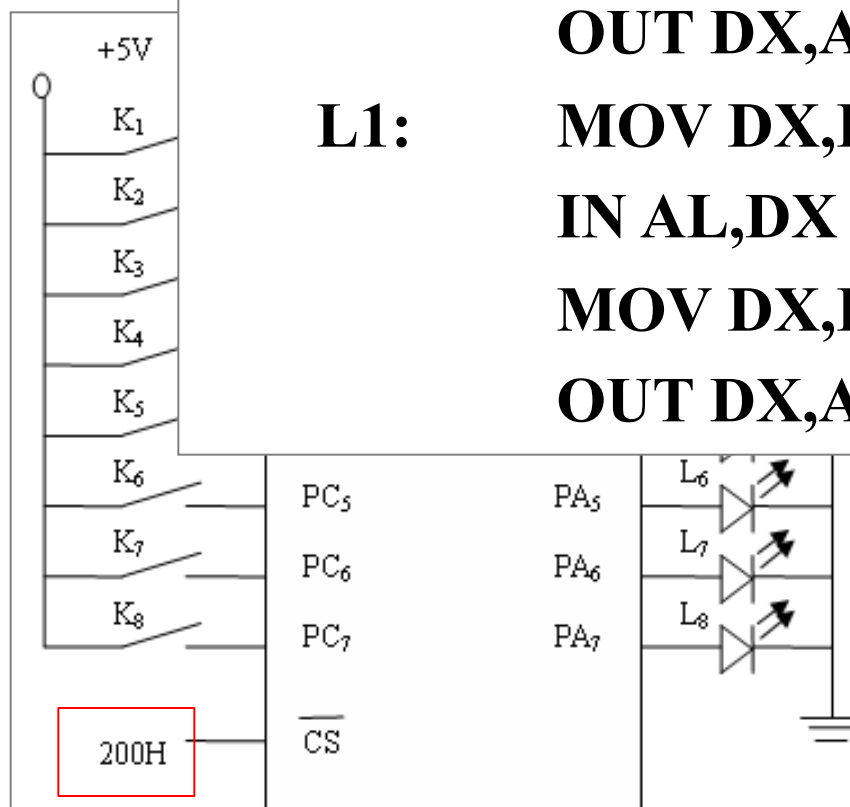 OUT DX,A
L1: MOV DX,
IN AL,DX
MOV DX,
OUT DX,A
+5V
K₁
K₂
K₃
K₄
K₅
K₆ PC₅ PA₅ L₆
K₇ PC₆ PA₆ L₇
K₈ PC₇ PA₇ L₈
200H CS